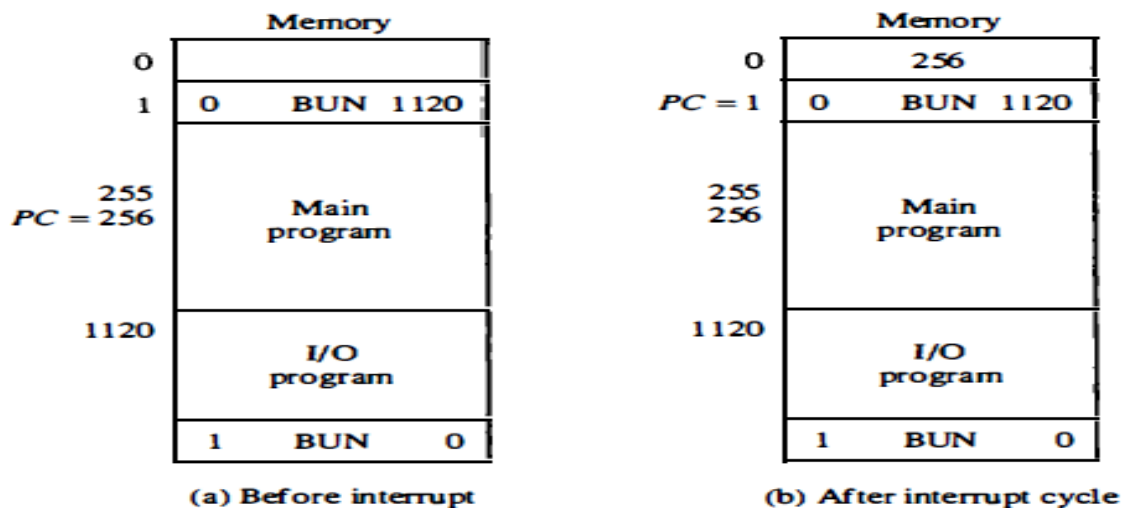 Memory
0
1 0 BUN 1120
255
PC = 256
Main
program
1120
I/O
program
1 BUN 0
(a) Before interrupt
Memory
0 256
PC = 1 0 BUN 1120
255
256
Main
program
1120
I/O
program
1 BUN 0
(b) After interrupt cycle